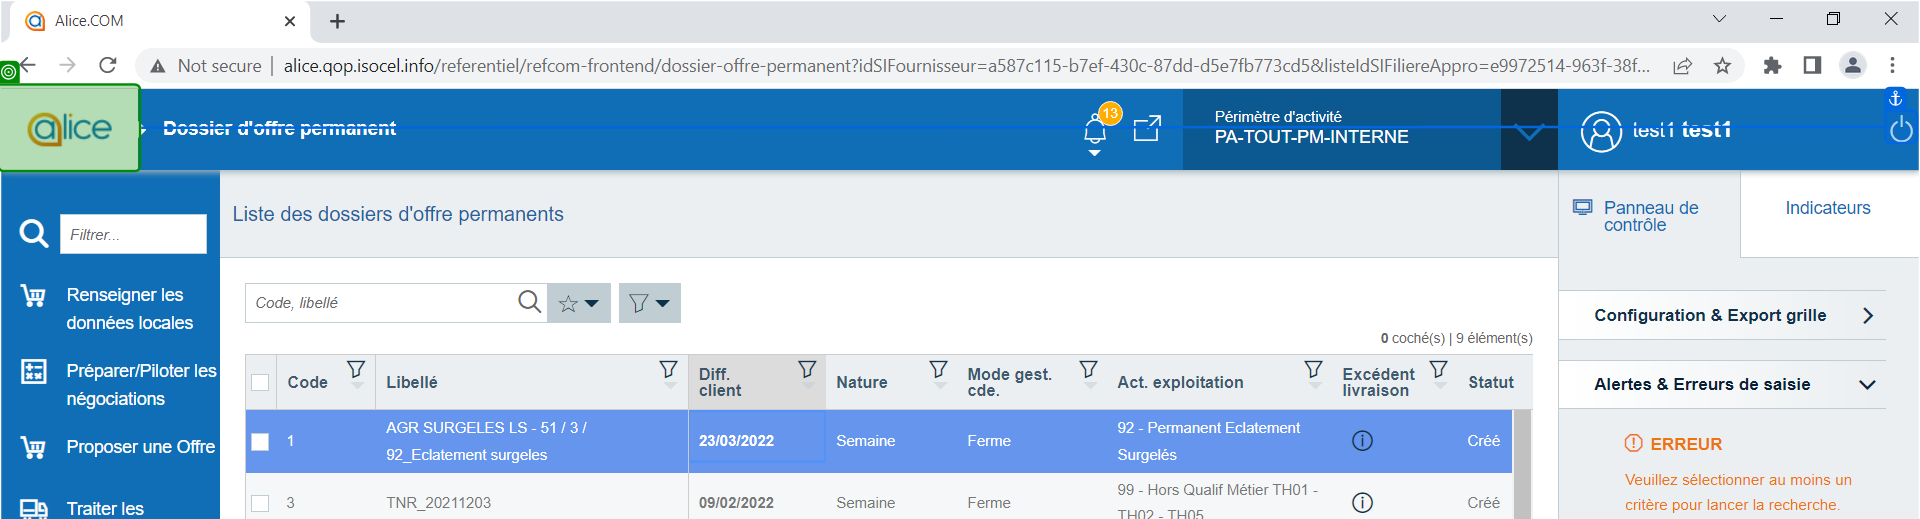 Alice.COM
Not secure | alice.qop.isocel.info/referentiel/refcom-frontend/dossier-offre-permanent?idSIFournisseur=a587c115-b7ef-430c-87dd-d5e7fb773cd5&listeIdSIFiliereAppro=e9972514-963f-38f...
alice
Dossier d'offre permanent
13
Périmètre d'activité
PA-TOUT-PM-INTERNE
test1 test1
Filtrer...
Renseigner les
données locales
Préparer/Piloter les
négociations
Proposer une Offre
Traiter les
Liste des dossiers d'offre permanents
Code, libellé
0 coché(s) | 9 élément(s)
Code
Libellé
Diff.
client
Nature
Mode gest.
cde.
Act. exploitation
Excédent
livraison
Statut
1
AGR SURGELES LS - 51 / 3 /
92_Eclatement surgeles
23/03/2022
Semaine
Ferme
92 - Permanent Eclatement
Surgelés
Créé
3
TNR_20211203
09/02/2022
Semaine
Ferme
99 - Hors Qualif Métier TH01 -
TH02 - TH05
Créé
Panneau de
contrôle
Indicateurs
Configuration & Export grille
Alertes & Erreurs de saisie
ERREUR
Veuillez sélectionner au moins un
critère pour lancer la recherche.